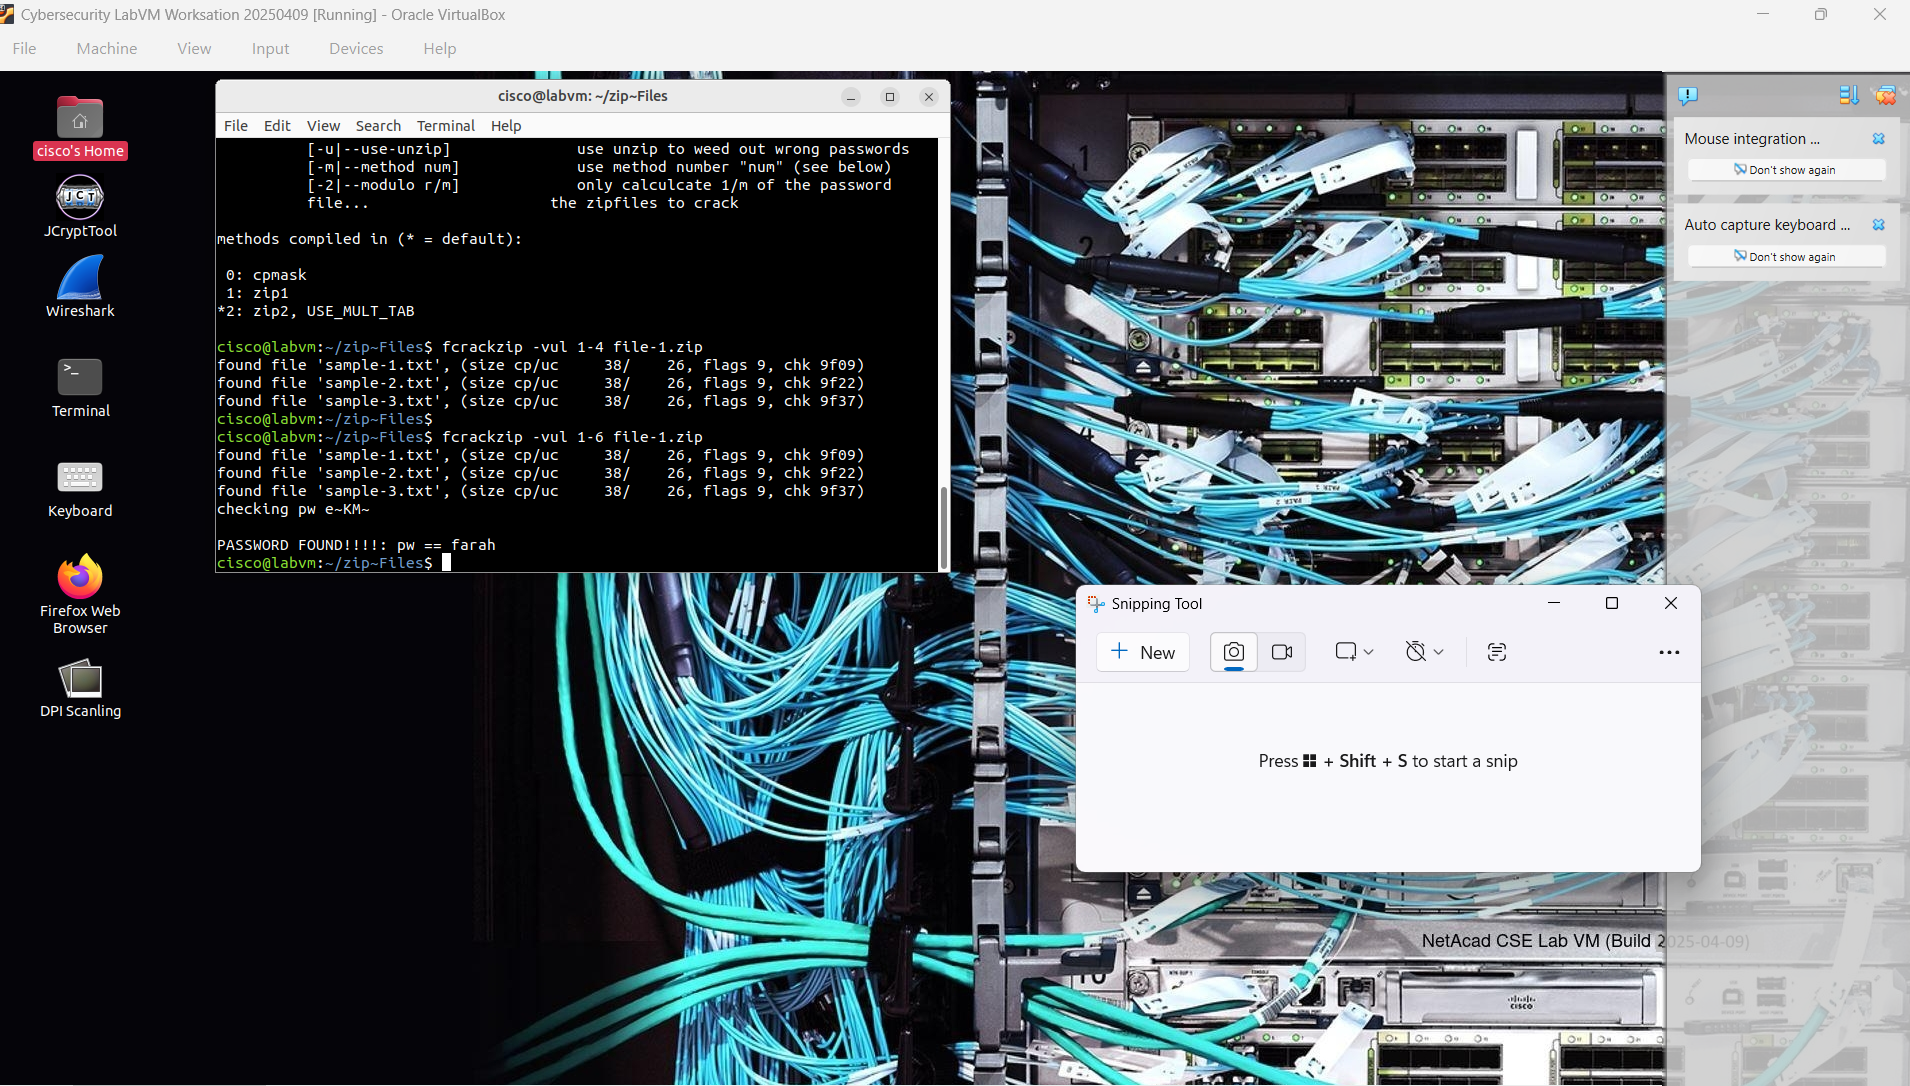 Cybersecurity LabVM Worksation 20250409 [Running] - Oracle VirtualBox
File Machine View Input Devices Help
cisco's Home
JCryptTool
Wireshark
Terminal
Keyboard
Firefox Web
Browser
DPI Scanling
cisco@labvm: ~/zip~Files
File Edit View Search Terminal Help
[-u|--use-unzip] use unzip to weed out wrong passwords
[-m|--method num] use method number "num" (see below)
[-2|--modulo r/m] only calculcate 1/m of the password
file... the zipfiles to crack
methods compiled in (* = default):
0: cpmask
1: zip1
*2: zip2, USE_MULT_TAB
cisco@labvm:~/zip~Files$ fcrackzip -vul 1-4 file-1.zip
found file 'sample-1.txt', (size cp/uc 38/ 26, flags 9, chk 9f09)
found file 'sample-2.txt', (size cp/uc 38/ 26, flags 9, chk 9f22)
found file 'sample-3.txt', (size cp/uc 38/ 26, flags 9, chk 9f37)
cisco@labvm:~/zip~Files$
cisco@labvm:~/zip~Files$ fcrackzip -vul 1-6 file-1.zip
found file 'sample-1.txt', (size cp/uc 38/ 26, flags 9, chk 9f09)
found file 'sample-2.txt', (size cp/uc 38/ 26, flags 9, chk 9f22)
found file 'sample-3.txt', (size cp/uc 38/ 26, flags 9, chk 9f37)
checking pw e~KM~
PASSWORD FOUND!!!!: pw == farah
cisco@labvm:~/zip~Files$
Mouse integration ...
Don't show again
Auto capture keyboard ...
Don't show again
Snipping Tool
New
Press + Shift + S to start a snip
NetAcad CSE Lab VM (Build 2025-04-09)
CISCO